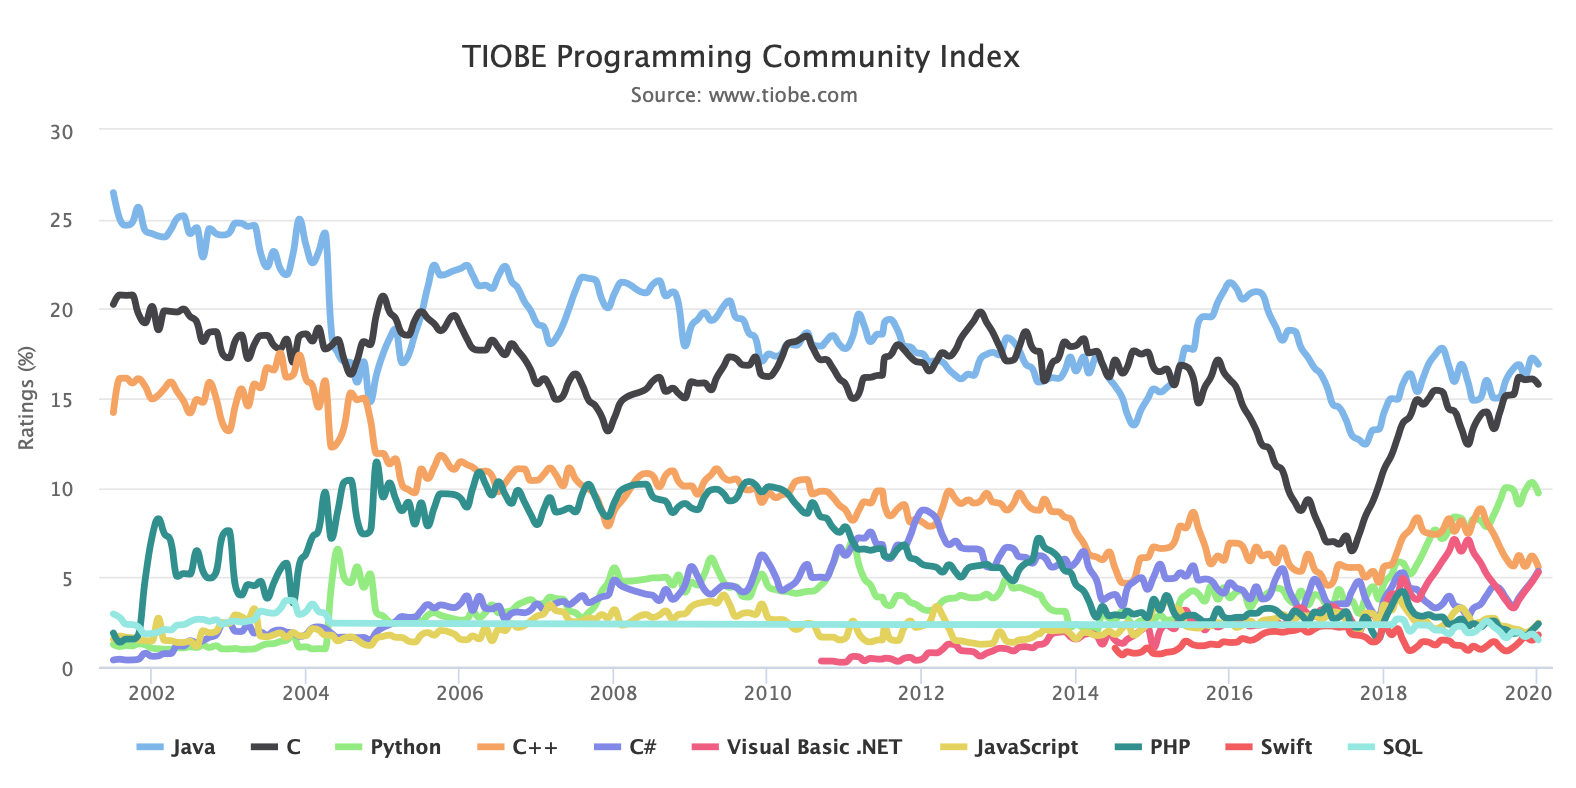 TIOBE Programming Community Index
Source: www.tiobe.com
Ratings (%)
30
25
20
15
10
5
0
2002 2004 2006 2008 2010 2012 2014 2016 2018 2020
Java C Python C++ C# Visual Basic .NET JavaScript PHP Swift SQL